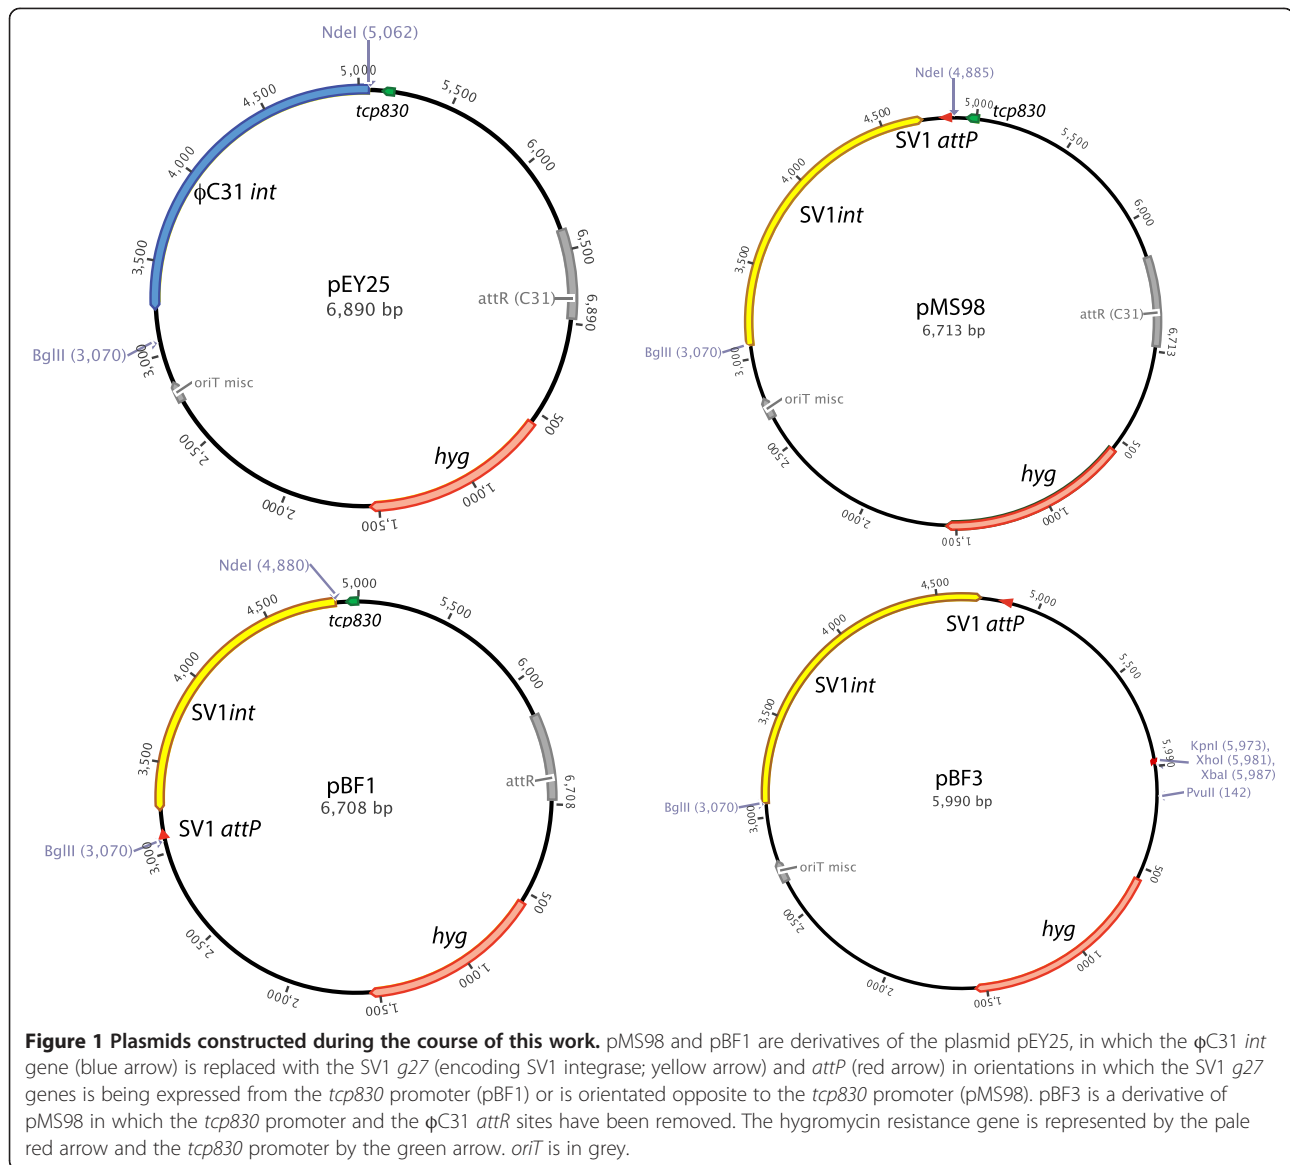 NdeI (5,062)
5,000
4,500
5,500
tcp830
4,000
6,000
ϕC31 int
3,500
6,500
pEY25
6,890 bp
attR (C31)
6,890
BglII (3,070)
3,000
oriT misc
2,500
500
hyg
1,000
2,000
1,500
NdeI (4,885)
5,000
tcp830
4,500
SV1 attP
5,500
4,000
SV1int
6,000
3,500
pMS98
6,713 bp
attR (C31)
6,713
BglII (3,070)
3,000
oriT misc
2,500
500
hyg
1,000
2,000
1,500
NdeI (4,880)
5,000
4,500
5,500
tcp830
4,000
6,000
SV1int
3,500
pBF1
6,708 bp
attR
6,708
SV1 attP
BglII (3,070)
3,000
2,500
500
hyg
1,000
2,000
1,500
4,500
5,000
SV1 attP
4,000
5,500
SV1int
3,500
5,990
KpnI (5,973),
XhoI (5,981),
XbaI (5,987)
PvuII (142)
pBF3
5,990 bp
BglII (3,070)
3,000
oriT misc
2,500
500
hyg
1,000
2,000
1,500
Figure 1 Plasmids constructed during the course of this work. pMS98 and pBF1 are derivatives of the plasmid pEY25, in which the ϕC31 int
gene (blue arrow) is replaced with the SV1 g27 (encoding SV1 integrase; yellow arrow) and attP (red arrow) in orientations in which the SV1 g27
genes is being expressed from the tcp830 promoter (pBF1) or is orientated opposite to the tcp830 promoter (pMS98). pBF3 is a derivative of
pMS98 in which the tcp830 promoter and the ϕC31 attR sites have been removed. The hygromycin resistance gene is represented by the pale
red arrow and the tcp830 promoter by the green arrow. oriT is in grey.